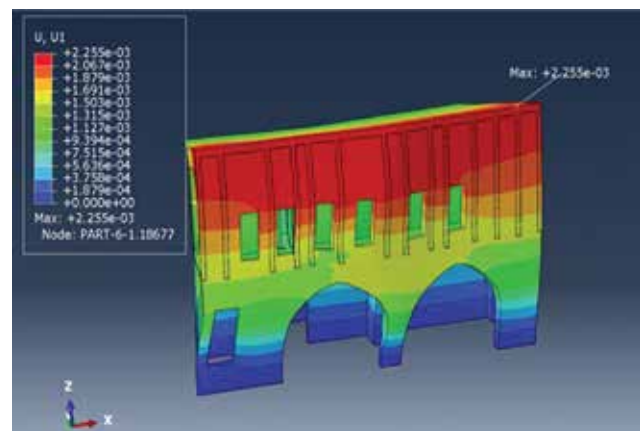 U, U1
+2.255e-03
+2.067e-03
+1.879e-03
+1.691e-03
+1.503e-03
+1.315e-03
+1.127e-03
+9.394e-04
+7.515e-04
+5.636e-04
+3.758e-04
+1.879e-04
+0.000e+00
Max: +2.255e-03
Node: PART-6-1.18677
Max: +2.255e-03
Z
X